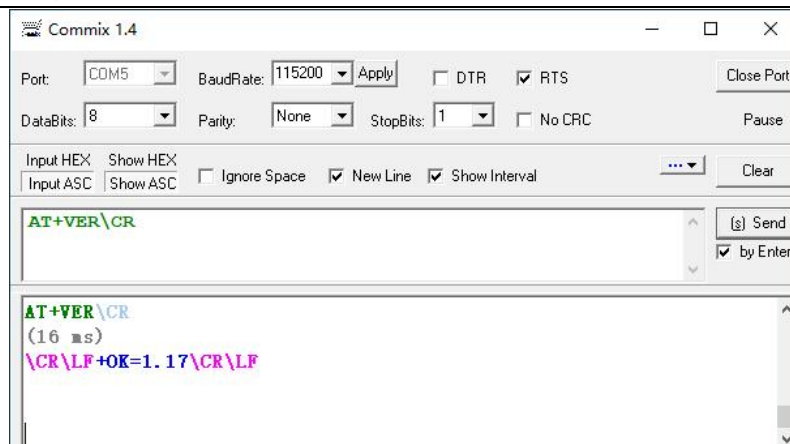 Commix 1.4
Port: COM5 BaudRate: 115200 Apply DTR RTS Close Port
DataBits: 8 Parity: None StopBits: 1 No CRC Pause
Input HEX Show HEX
Input ASC Show ASC Ignore Space New Line Show Interval ... Clear
AT+VER\CR
(s) Send
by Enter
AT+VER\CR
(16 ms)
\CR\LF+OK=1.17\CR\LF